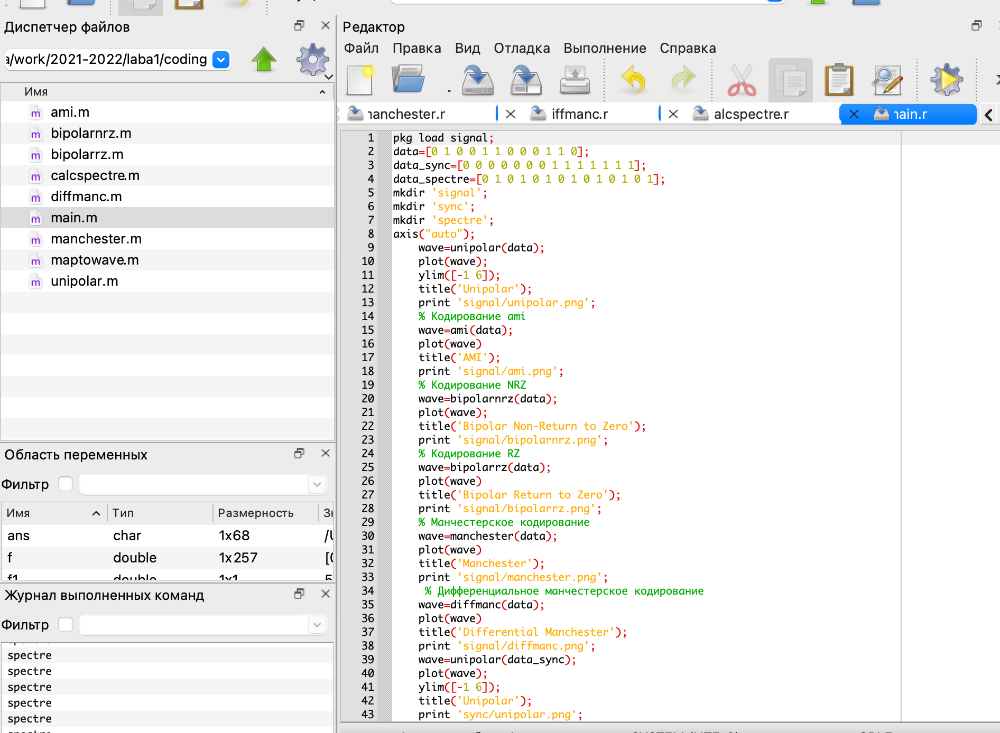 Диспетчер файлов
a/work/2021-2022/laba1/coding
Имя
ami.m
bipolarnrz.m
bipolarrz.m
calcspectre.m
diffmanc.m
main.m
manchester.m
maptowave.m
unipolar.m
Область переменных
Фильтр
Имя Тип Размерность
ans char 1x68
f double 1x257
f1 double 1x1 5
Журнал выполненных команд
Фильтр
spectre
spectre
spectre
spectre
spectre
Редактор
Файл Правка Вид Отладка Выполнение Справка
anchester.r iffmanc.r alcspectre.r ain.r
1 pkg load signal;
2 data=[0 1 0 0 1 1 0 0 0 1 1 0];
3 data_sync=[0 0 0 0 0 0 0 1 1 1 1 1 1 1];
4 data_spectre=[0 1 0 1 0 1 0 1 0 1 0 1 0 1];
5 mkdir 'signal';
6 mkdir 'sync';
7 mkdir 'spectre';
8 axis("auto");
9 wave=unipolar(data);
10 plot(wave);
11 ylim([-1 6]);
12 title('Unipolar');
13 print 'signal/unipolar.png';
14 % Кодирование ami
15 wave=ami(data);
16 plot(wave)
17 title('AMI');
18 print 'signal/ami.png';
19 % Кодирование NRZ
20 wave=bipolarnrz(data);
21 plot(wave);
22 title('Bipolar Non-Return to Zero');
23 print 'signal/bipolarnrz.png';
24 % Кодирование RZ
25 wave=bipolarrz(data);
26 plot(wave)
27 title('Bipolar Return to Zero');
28 print 'signal/bipolarrz.png';
29 % Манчестерское кодирование
30 wave=manchester(data);
31 plot(wave)
32 title('Manchester');
33 print 'signal/manchester.png';
34 % Дифференциальное манчестерское кодирование
35 wave=diffmanc(data);
36 plot(wave)
37 title('Differential Manchester');
38 print 'signal/diffmanc.png';
39 wave=unipolar(data_sync);
40 plot(wave);
41 ylim([-1 6]);
42 title('Unipolar');
43 print 'sync/unipolar.png';